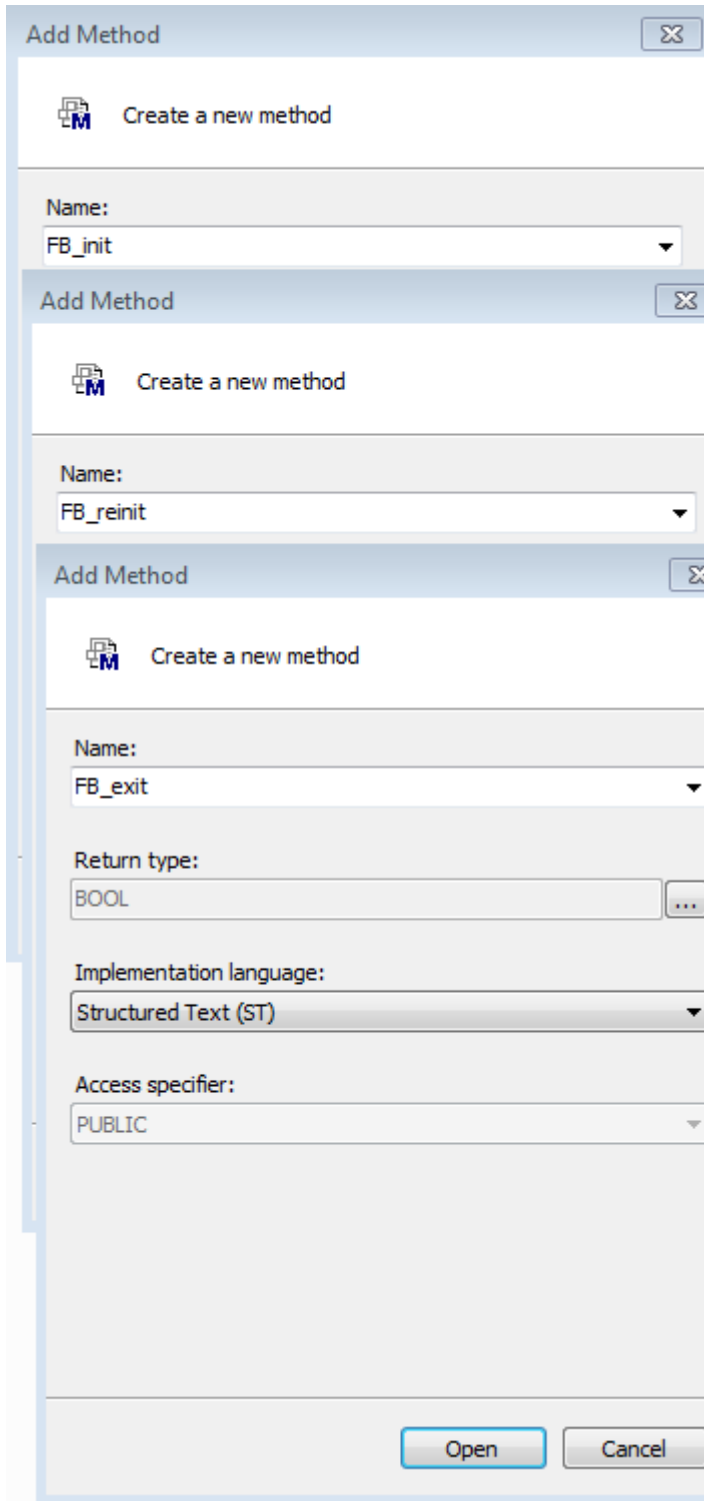 Add Method
Create a new method
Name:
FB_init
Add Method
Create a new method
Name:
FB_reinit
Add Method
Create a new method
Name:
FB_exit
Return type:
BOOL
...
Implementation language:
Structured Text (ST)
Access specifier:
PUBLIC
Open Cancel